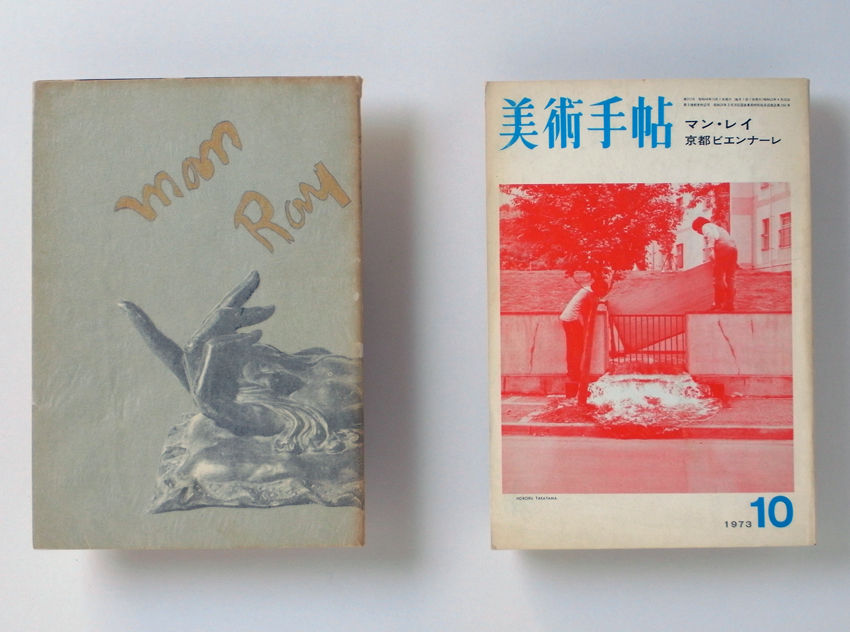 man
Ray
美術手帖
マン・レイ
京都ビエンナーレ
NOBORU TAKAYAMA
1973 10